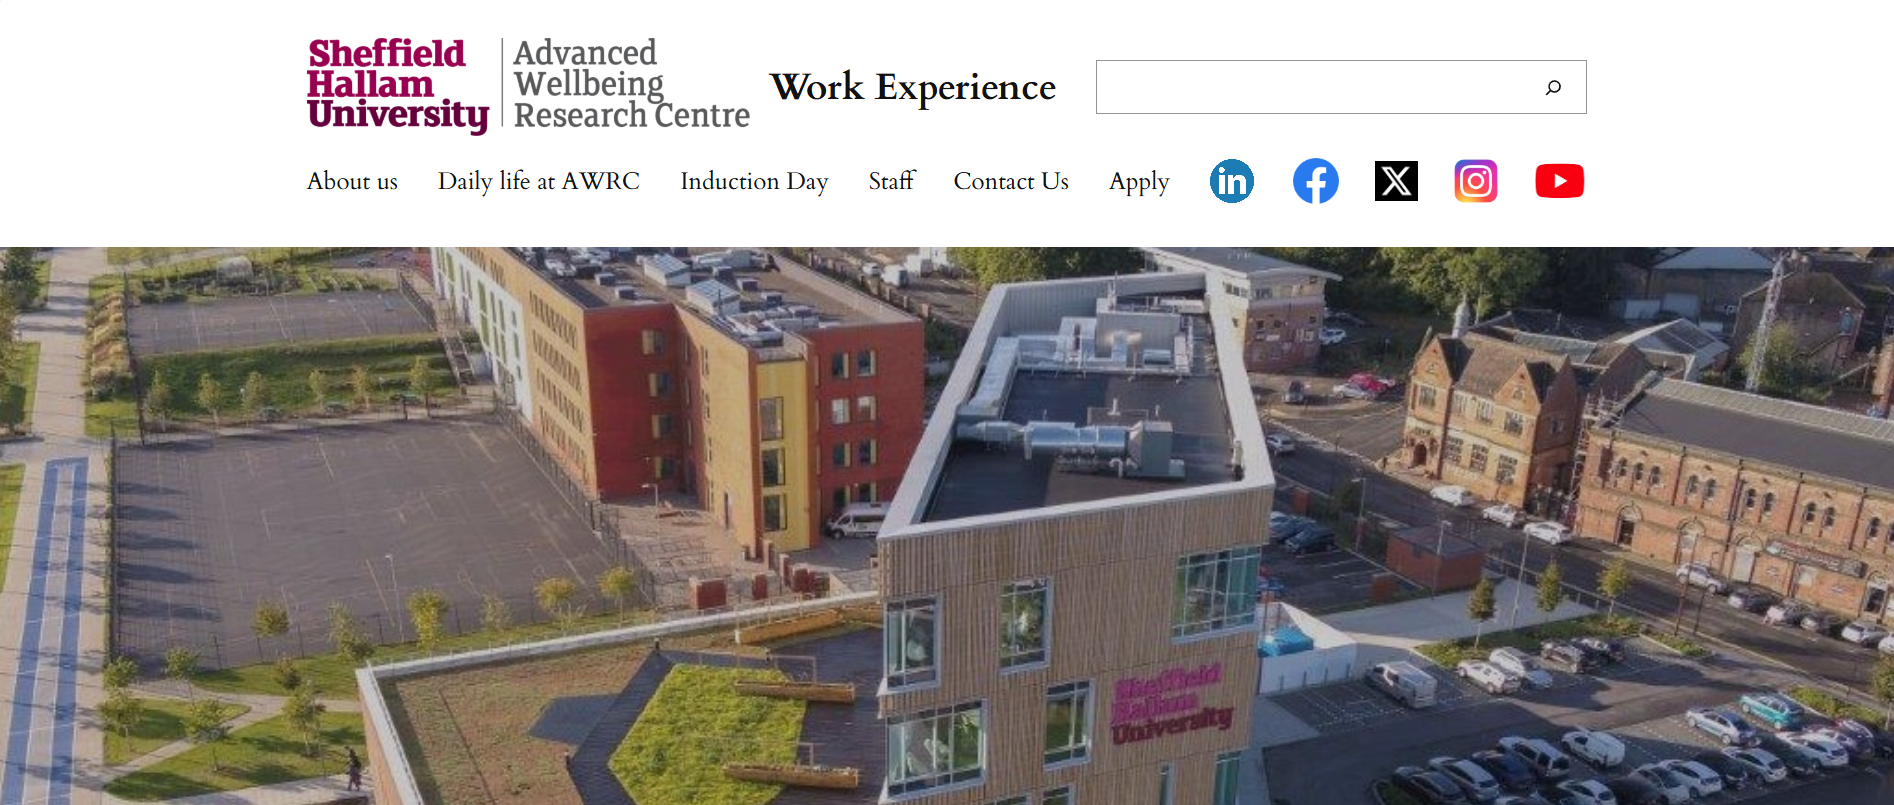 Sheffield
Hallam
University
Advanced
Wellbeing
Research Centre
Work Experience
About us
Daily life at AWRC
Induction Day
Staff
Contact Us
Apply
in
Sheffield
Hallam
University